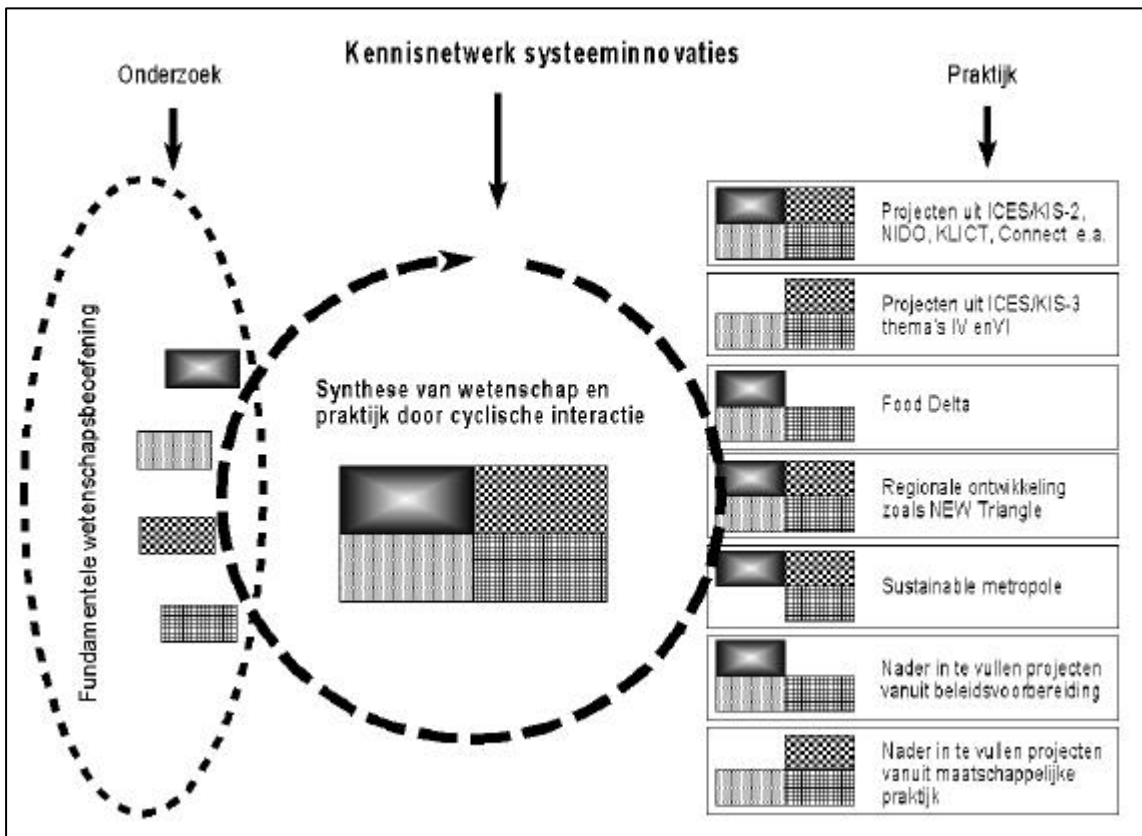 Kennisnetwerk systeeminnovaties
Onderzoek
Praktijk
Fundamentele wetenschapsbeoefening
Synthese van wetenschap en
praktijk door cyclische interactie
Projecten uit ICES/KIS-2,
NIDO, KLICT, Connect e.a.
Projecten uit ICES/KIS-3
thema's IV enVI
Food Delta
Regionale ontwikkeling
zoals NEW Triangle
Sustainable metropole
Nader in te vullen projecten
vanuit beleidsvoorbereiding
Nader in te vullen projecten
vanuit maatschappelijke
praktijk